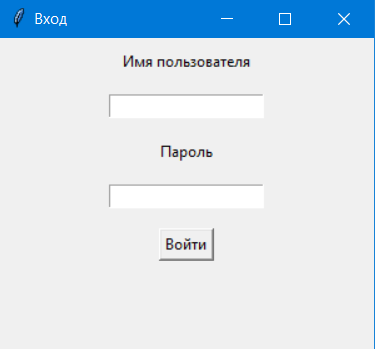 Вход
Имя пользователя
Пароль
Войти